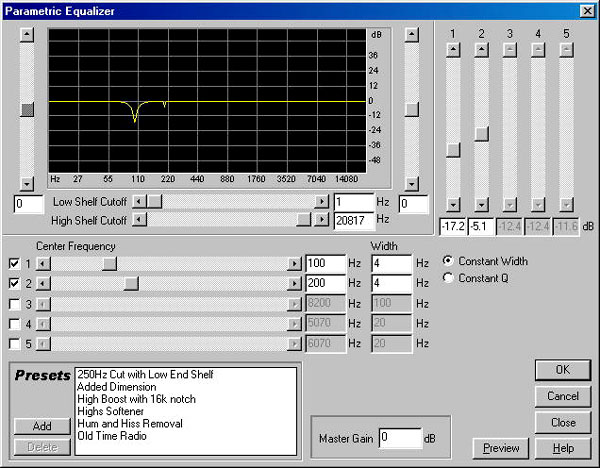 Parametric Equalizer
dB
36
24
12
0
-12
-24
-36
-48
Hz 27 55 110 220 440 880 1760 3520 7040 14080
0
Low Shelf Cutoff 1 Hz
High Shelf Cutoff 20817 Hz
0
1 2 3 4 5
-17.2 -5.1 -12.4 -12.4 -11.6 dB
Center Frequency Width
1 100 Hz 4 Hz
2 200 Hz 4 Hz
3 8200 Hz 100 Hz
4 5070 Hz 20 Hz
5 6070 Hz 20 Hz
Constant Width
Constant Q
Presets
250Hz Cut with Low End Shelf
Added Dimension
High Boost with 16k notch
Highs Softener
Hum and Hiss Removal
Old Time Radio
Add
Delete
Master Gain 0 dB
OK
Cancel
Close
Preview
Help